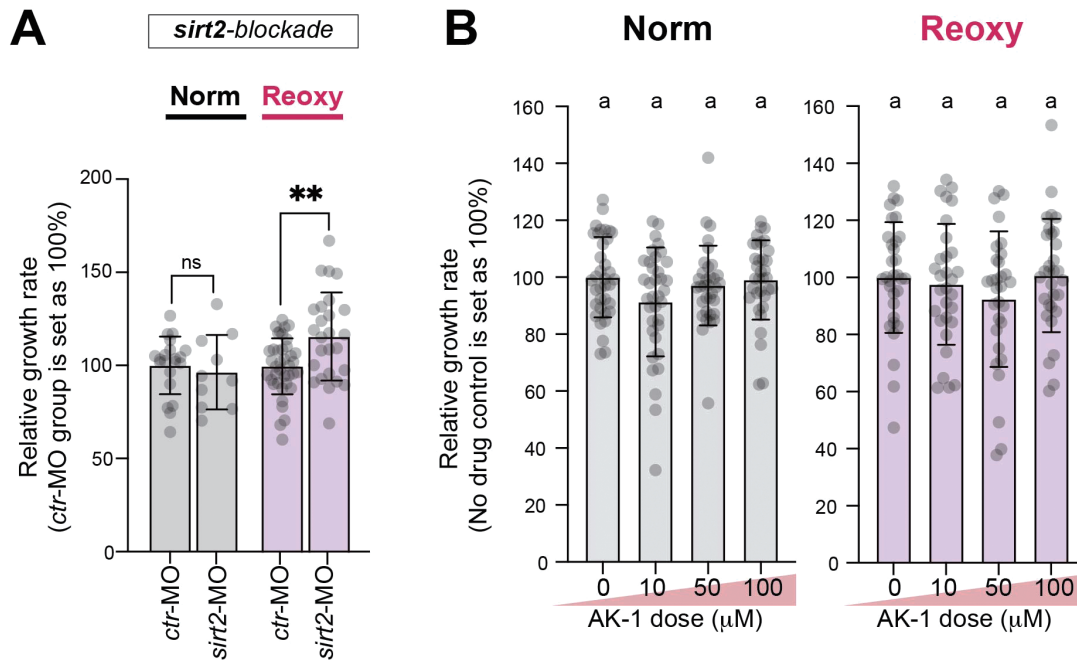 A
sirt2-blockade
Norm
Reoxy
Relative growth rate
(ctr-MO group is set as 100%)
200
150
100
50
0
ns
**
ctr-MO
sirt2-MO
ctr-MO
sirt2-MO
B
Norm
Relative growth rate
(No drug control is set as 100%)
160
140
120
100
80
60
40
20
0
a a a a
0 10 50 100
AK-1 dose (μM)
Reoxy
160
140
120
100
80
60
40
20
0
a a a a
0 10 50 100
AK-1 dose (μM)